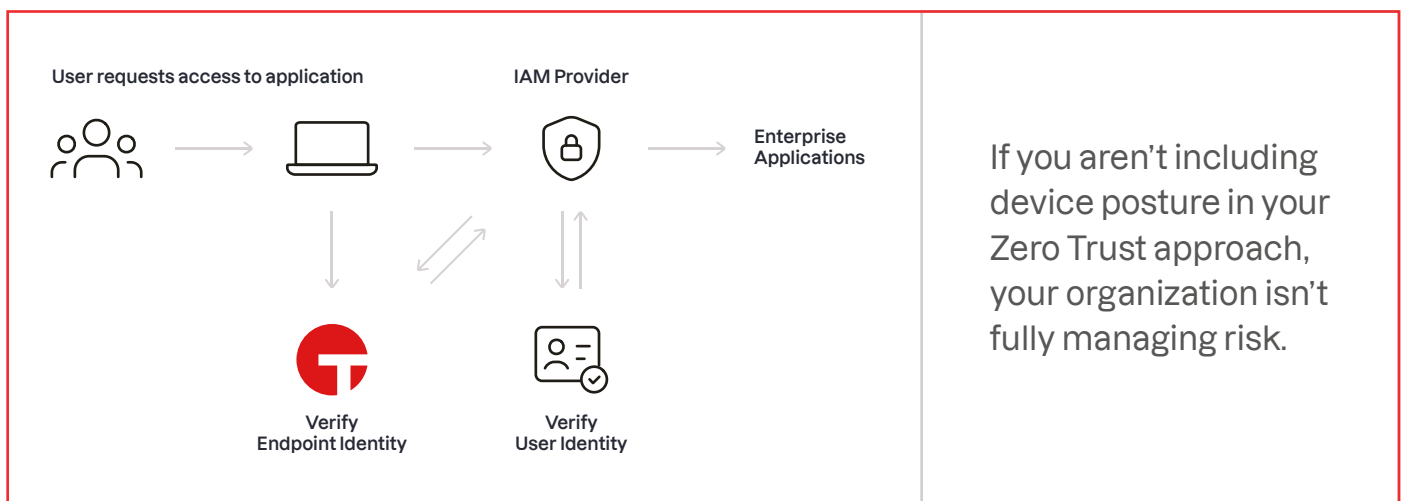 User requests access to application
IAM Provider
Enterprise
Applications
Verify
Endpoint Identity
Verify
User Identity
If you aren’t including
device posture in your
Zero Trust approach,
your organization isn’t
fully managing risk.